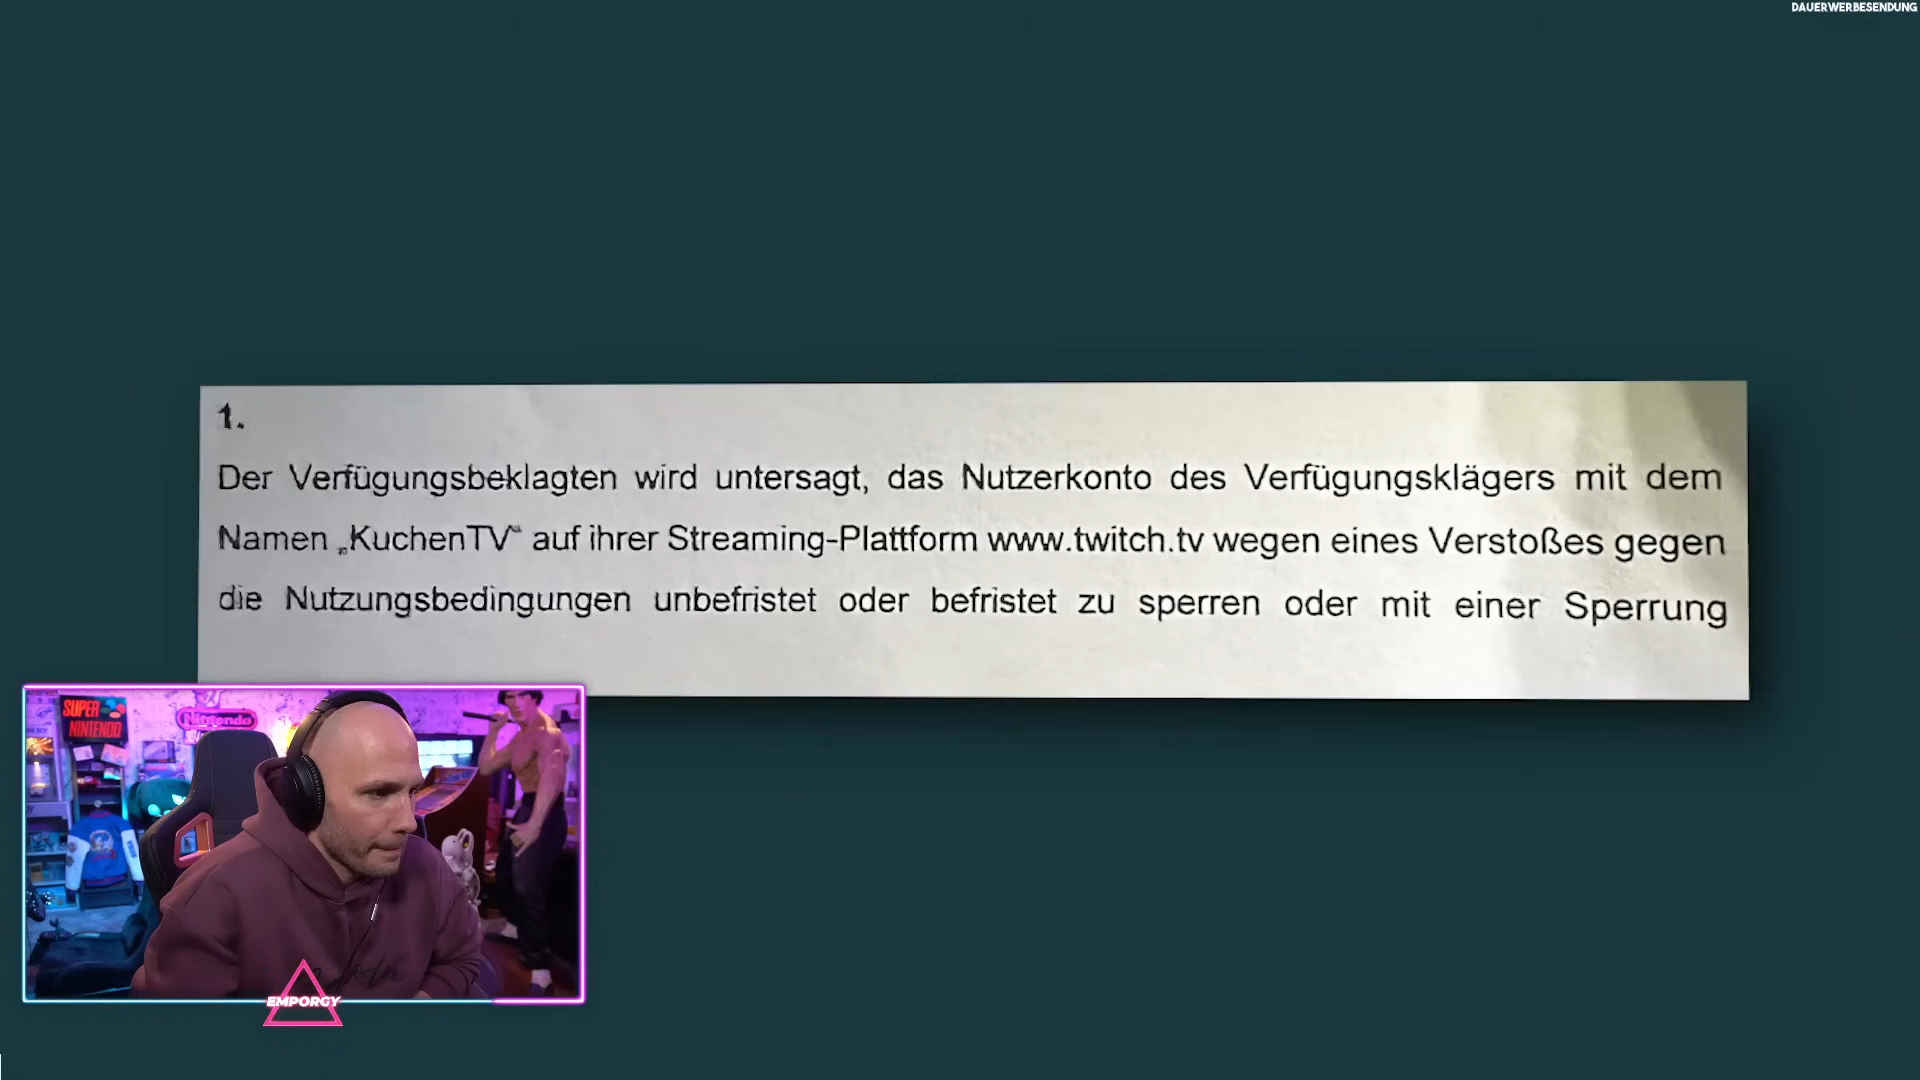 DAUERWERBESENDUNG
1.
Der Verfügungsbeklagten wird untersagt, das Nutzerkonto des Verfügungsklägers mit dem
Namen „KuchenTV“ auf ihrer Streaming-Plattform www.twitch.tv wegen eines Verstoßes gegen
die Nutzungsbedingungen unbefristet oder befristet zu sperren oder mit einer Sperrung
SUPER
NINTENDO
Nintendo
EMPORGY